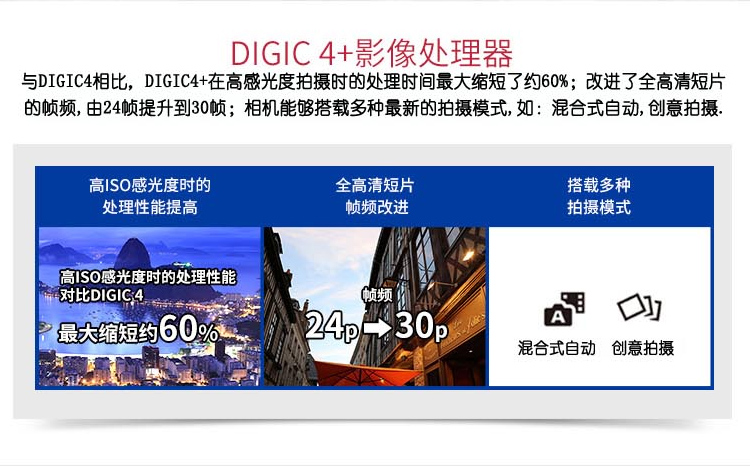 DIGIC 4+影像处理器
与DIGIC4相比, DIGIC4+在高感光度拍摄时的处理时间最大缩短了约60%; 改进了全高清短片
的帧频,由24帧提升到30帧; 相机能够搭载多种最新的拍摄模式,如: 混合式自动,创意拍摄.
高ISO感光度时的
处理性能提高
全高清短片
帧频改进
搭载多种
拍摄模式
高ISO感光度时的处理性能
对比DIGIC 4
最大缩短约60%
帧频
24p➡30p
A
混合式自动
创意拍摄